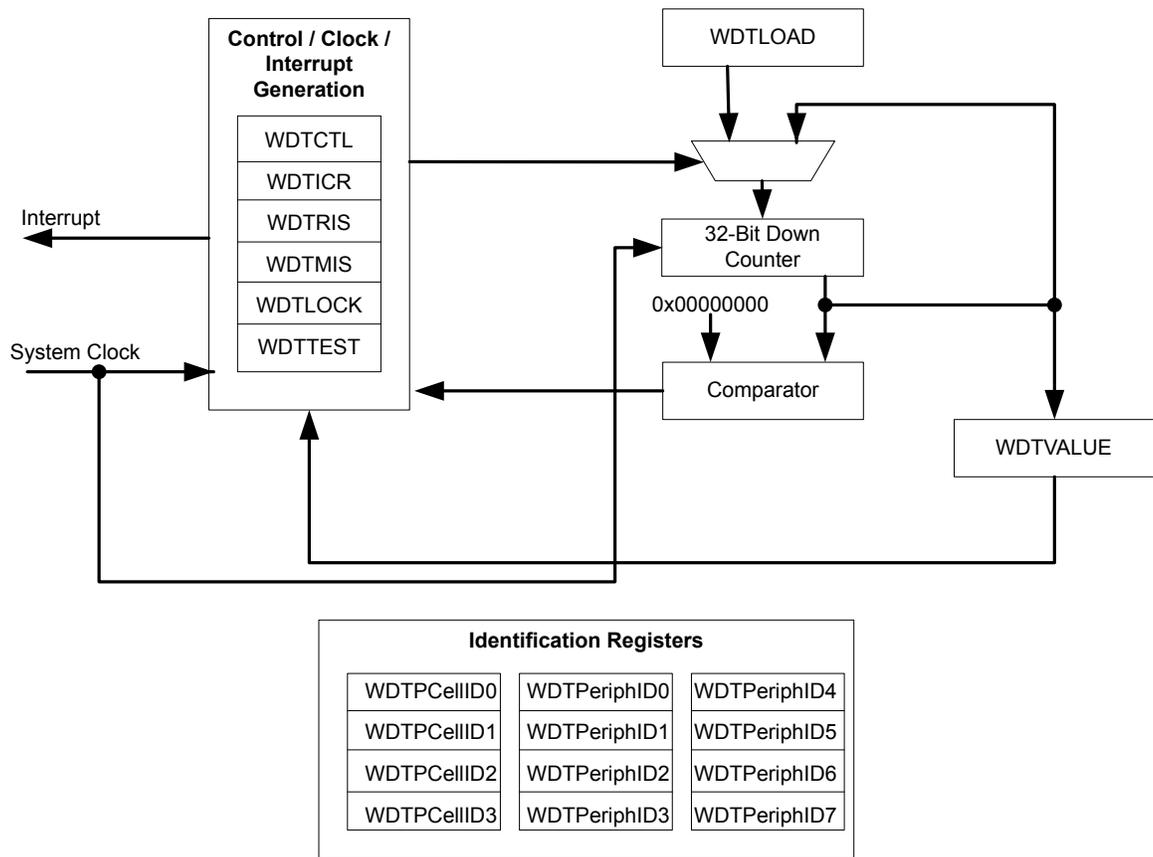 Control / Clock /
Interrupt
Generation
WDTCTL
WDTICR
WDTRIS
WDTMIS
WDTLOCK
WDTTEST
Interrupt
System Clock
WDTLOAD
32-Bit Down
Counter
0x00000000
Comparator
WDTVALUE
Identification Registers
WDTPCellID0
WDTPeriphID0
WDTPeriphID4
WDTPCellID1
WDTPeriphID1
WDTPeriphID5
WDTPCellID2
WDTPeriphID2
WDTPeriphID6
WDTPCellID3
WDTPeriphID3
WDTPeriphID7